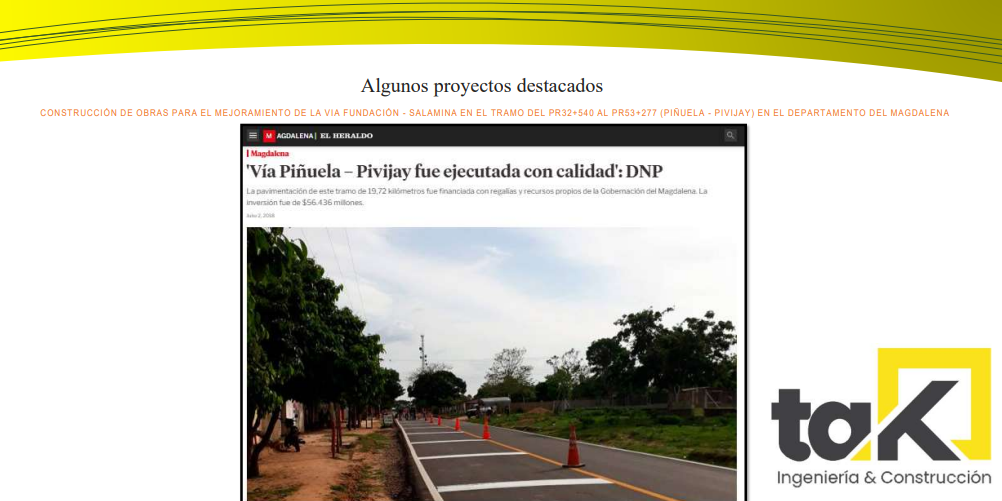 Algunos proyectos destacados
CONSTRUCCIÓN DE OBRAS PARA EL MEJORAMIENTO DE LA VIA FUNDACIÓN - SALAMINA EN EL TRAMO DEL PR32+540 AL PR53+277 (PIÑUELA - PIVIJAY) EN EL DEPARTAMENTO DEL MAGDALENA
M AGDALENA | EL HERALDO
| Magdalena
'Vía Piñuela – Pivijay fue ejecutada con calidad': DNP
La pavimentación de este tramo de 19,72 kilómetros fue financiada con regalías y recursos propios de la Gobernación del Magdalena. La
inversión fue de $56.436 millones.
Julio 2, 2018
taK
Ingeniería & Construcción